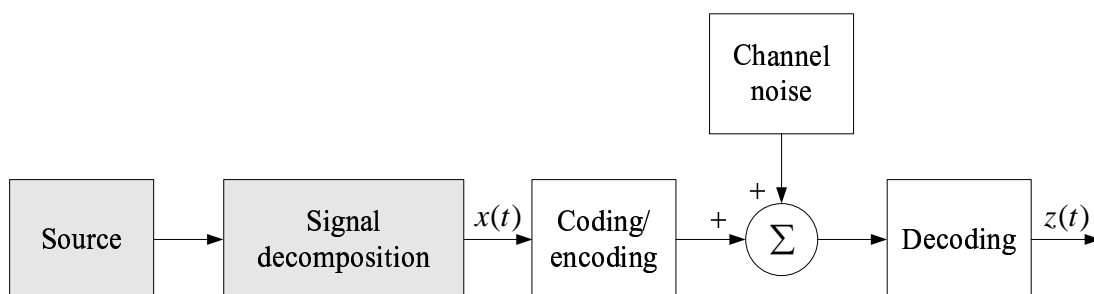 Channel
noise
+
Source
Signal
decomposition
x(t)
Coding/
encoding
+
Σ
Decoding
z(t)